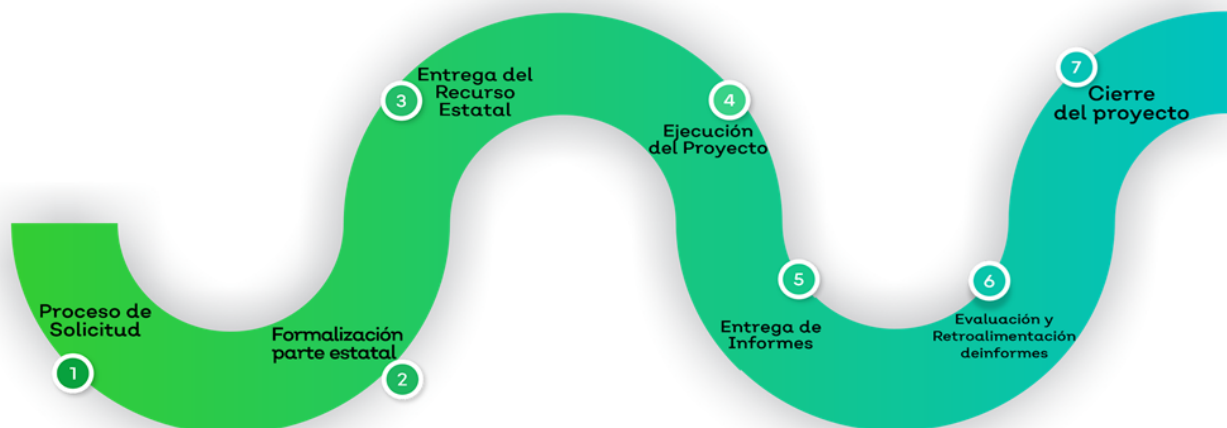 1
Proceso de
Solicitud
2
Formalización
parte estatal
3
Entrega del
Recurso
Estatal
4
Ejecución
del Proyecto
5
Entrega de
Informes
6
Evaluación y
Retroalimentación
deinformes
7
Cierre
del proyecto